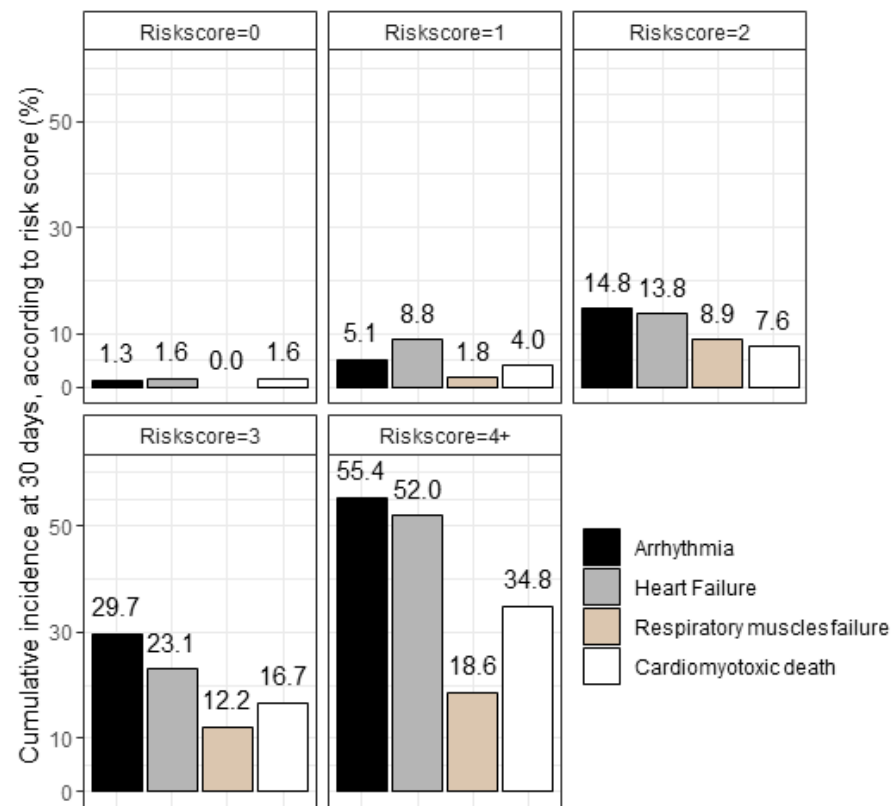 Cumulative incidence at 30 days, according to risk score (%)
Riskscore=0
Riskscore=1
Riskscore=2
50
30
10
0
1.3
1.6
0.0
1.6
5.1
8.8
1.8
4.0
14.8
13.8
8.9
7.6
Riskscore=3
Riskscore=4+
50
30
10
0
29.7
23.1
12.2
16.7
55.4
52.0
18.6
34.8
Arrhythmia
Heart Failure
Respiratory muscles failure
Cardiomyotoxic death